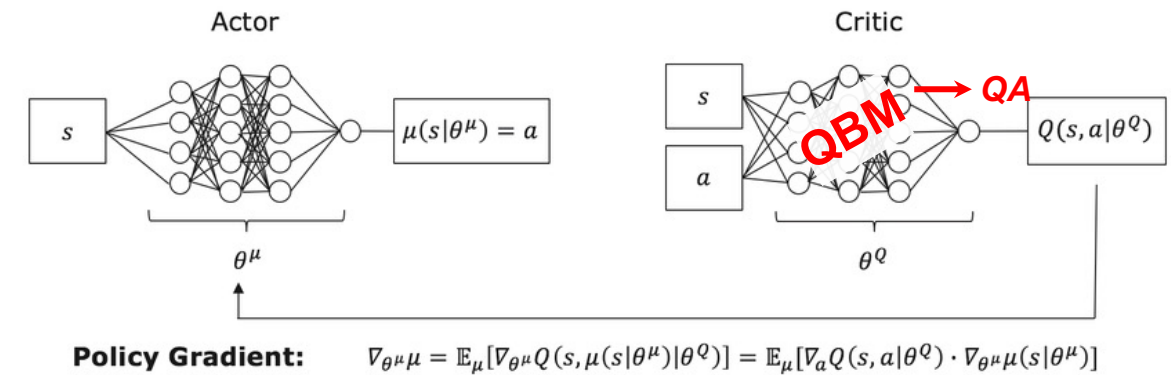 Actor
s
μ(s|θ^μ) = a
θ^μ
Critic
s
a
QBM
QA
Q(s, a|θ^Q)
θ^Q
Policy Gradient: ∇_{θ^μ}μ = 𝔼_μ[∇_{θ^μ}Q(s, μ(s|θ^μ)|θ^Q)] = 𝔼_μ[∇_aQ(s, a|θ^Q) · ∇_{θ^μ}μ(s|θ^μ)]